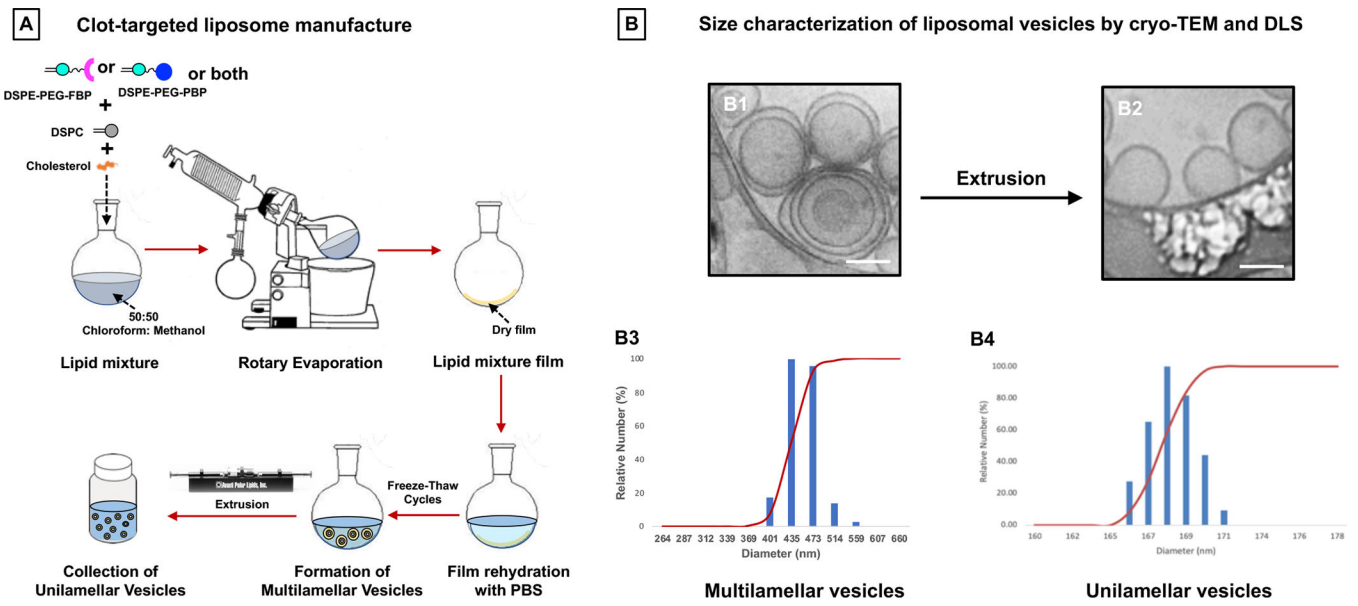 A
Clot-targeted liposome manufacture
or
or both
DSPE-PEG-FBP
DSPE-PEG-PBP
+
DSPC
+
Cholesterol
50:50
Chloroform: Methanol
Dry film
Lipid mixture
Rotary Evaporation
Lipid mixture film
Avanti Polar Lipids, Inc.
Extrusion
Freeze-Thaw
Cycles
Collection of
Unilamellar Vesicles
Formation of
Multilamellar Vesicles
Film rehydration
with PBS
B
Size characterization of liposomal vesicles by cryo-TEM and DLS
B1
Extrusion
B2
B3
Relative Number (%)
100
80
60
40
20
0
264 287 312 339 369 401 435 473 514 559 607 660
Diameter (nm)
Multilamellar vesicles
B4
Relative Number (%)
100.00
80.00
60.00
40.00
20.00
0.00
160 162 165 167 169 171 174 176 178
Diameter (nm)
Unilamellar vesicles